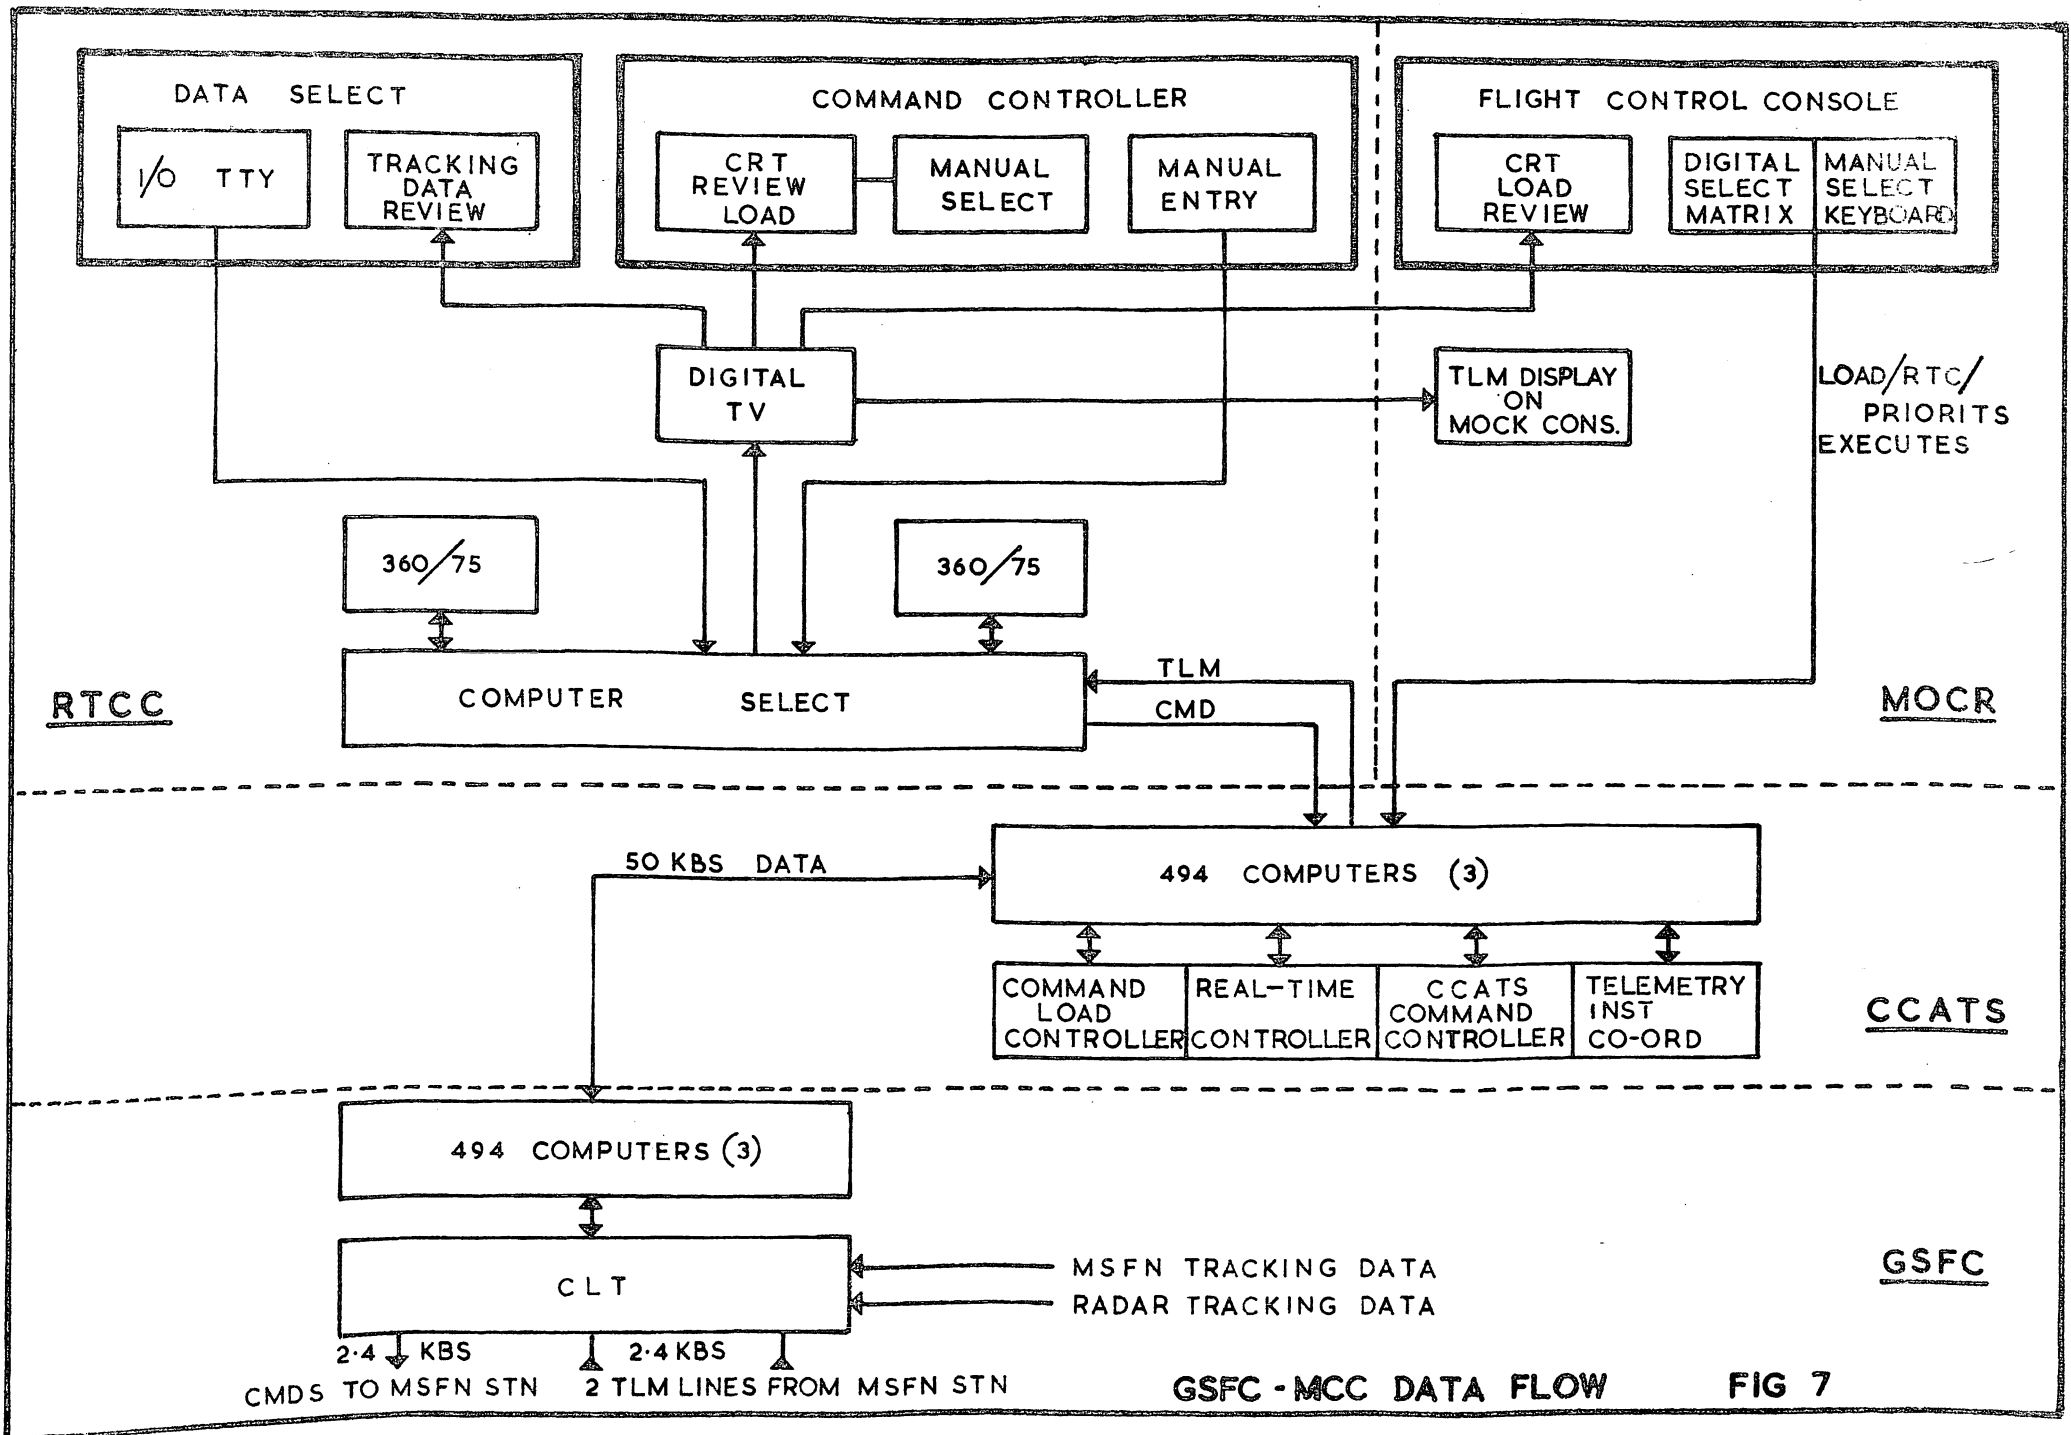 DATA SELECT
I/O TTY
TRACKING
DATA
REVIEW
COMMAND CONTROLLER
CRT
REVIEW
LOAD
MANUAL
SELECT
MANUAL
ENTRY
FLIGHT CONTROL CONSOLE
CRT
LOAD
REVIEW
DIGITAL
SELECT
MATRIX
MANUAL
SELECT
KEYBOARD
DIGITAL
TV
TLM DISPLAY
ON
MOCK CONS.
LOAD/RTC/
PRIORITS
EXECUTES
360/75
360/75
COMPUTER SELECT
TLM
CMD
RTCC
MOCR
50 KBS DATA
494 COMPUTERS (3)
COMMAND
LOAD
CONTROLLER
REAL-TIME
CONTROLLER
CCATS
COMMAND
CONTROLLER
TELEMETRY
INST
CO-ORD
CCATS
494 COMPUTERS (3)
CLT
MSFN TRACKING DATA
RADAR TRACKING DATA
GSFC
2·4 KBS
2·4 KBS
CMDS TO MSFN STN
2 TLM LINES FROM MSFN STN
GSFC - MCC DATA FLOW FIG 7